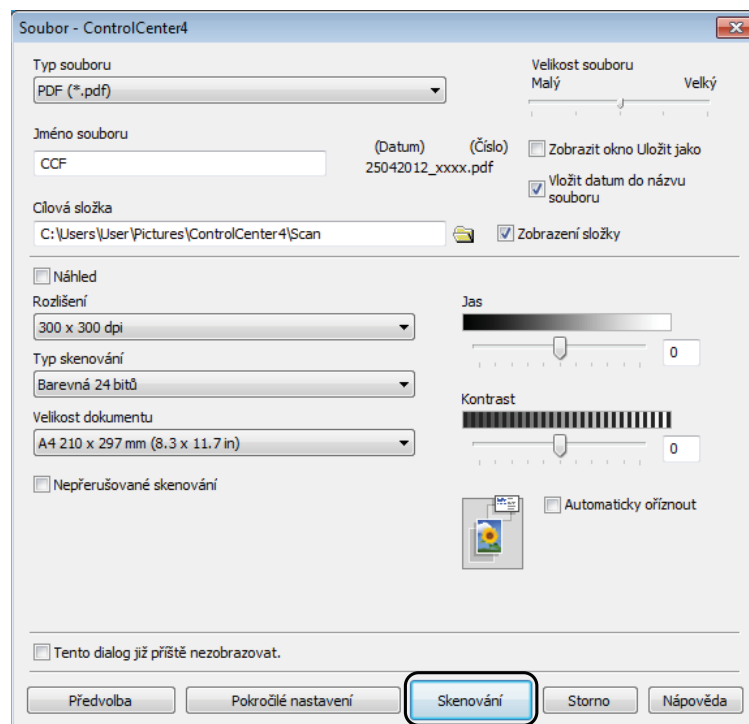 Soubor - ControlCenter4
Typ souboru
PDF (*.pdf)
Velikost souboru
Malý Velký
Jméno souboru
CCF
(Datum) (Číslo)
25042012_xxxx.pdf
Zobrazit okno Uložit jako
Vložit datum do názvu
souboru
Cílová složka
C:\Users\User\Pictures\ControlCenter4\Scan
Zobrazení složky
Náhled
Rozlišení
300 x 300 dpi
Typ skenování
Barevná 24 bitů
Velikost dokumentu
A4 210 x 297 mm (8.3 x 11.7 in)
Nepřerušované skenování
Jas
0
Kontrast
0
Automaticky oříznout
Tento dialog již příště nezobrazovat.
Předvolba Pokročilé nastavení Skenování Storno Nápověda